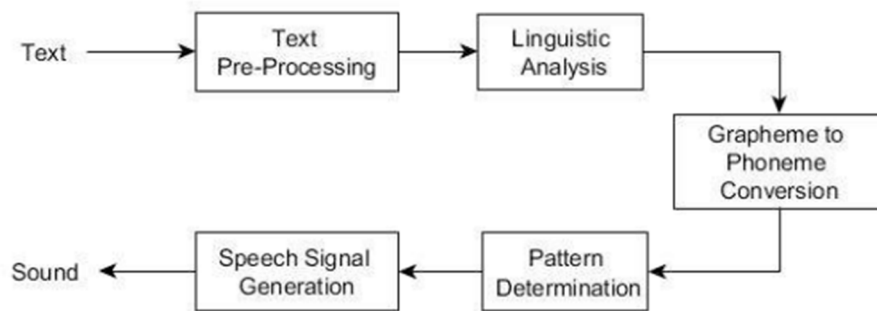 Text
Text
Pre-Processing
Linguistic
Analysis
Grapheme to
Phoneme
Conversion
Pattern
Determination
Speech Signal
Generation
Sound